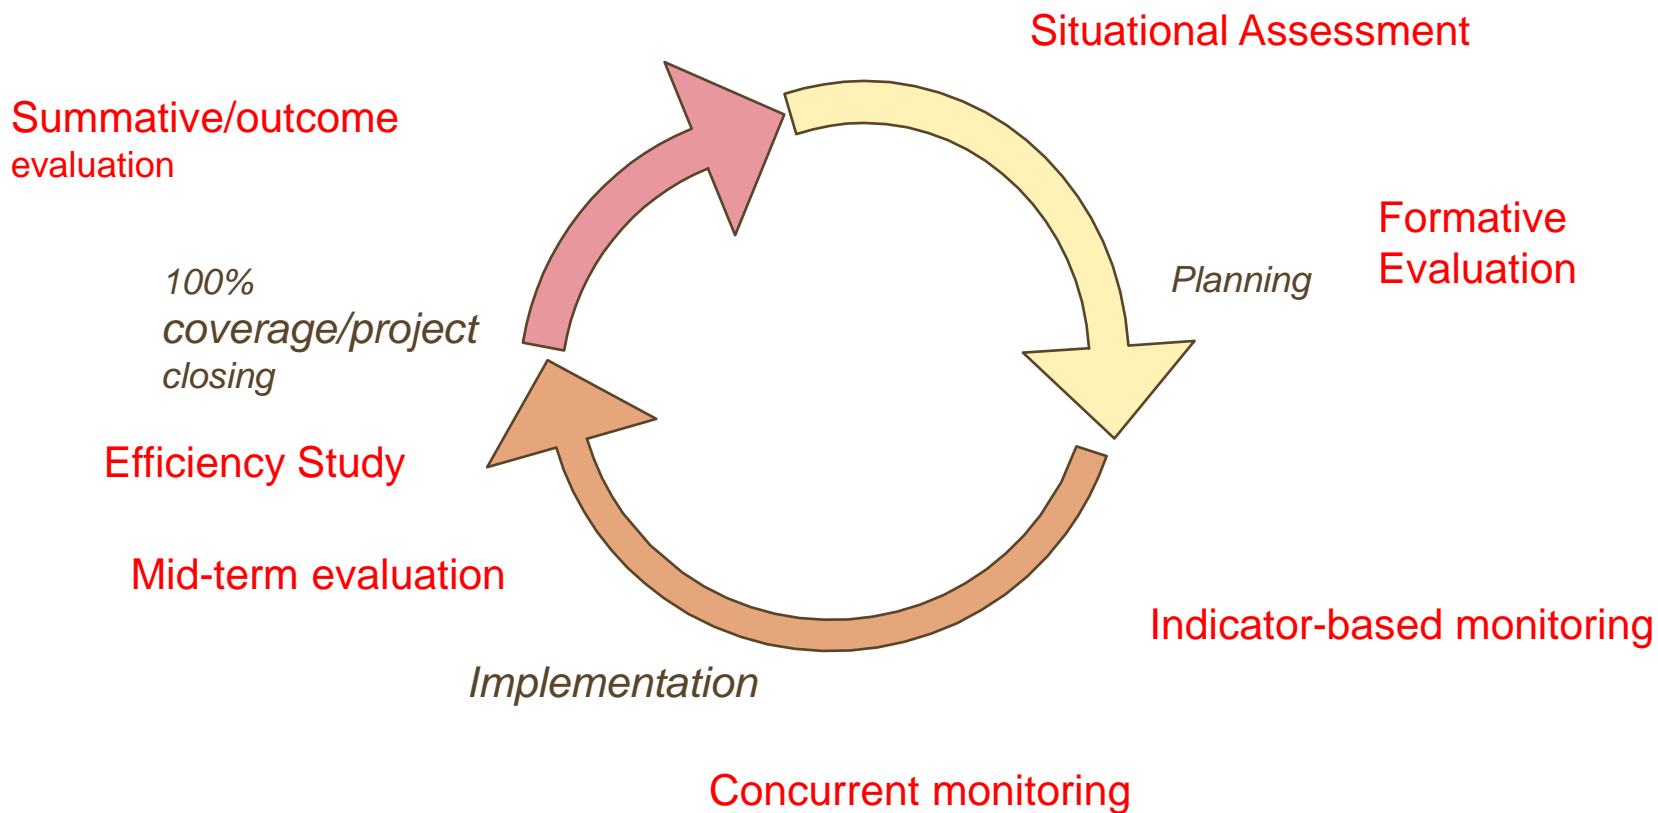 Situational Assessment
Summative/outcome
evaluation
Formative
Evaluation
Planning
100%
coverage/project
closing
Efficiency Study
Mid-term evaluation
Indicator-based monitoring
Implementation
Concurrent monitoring